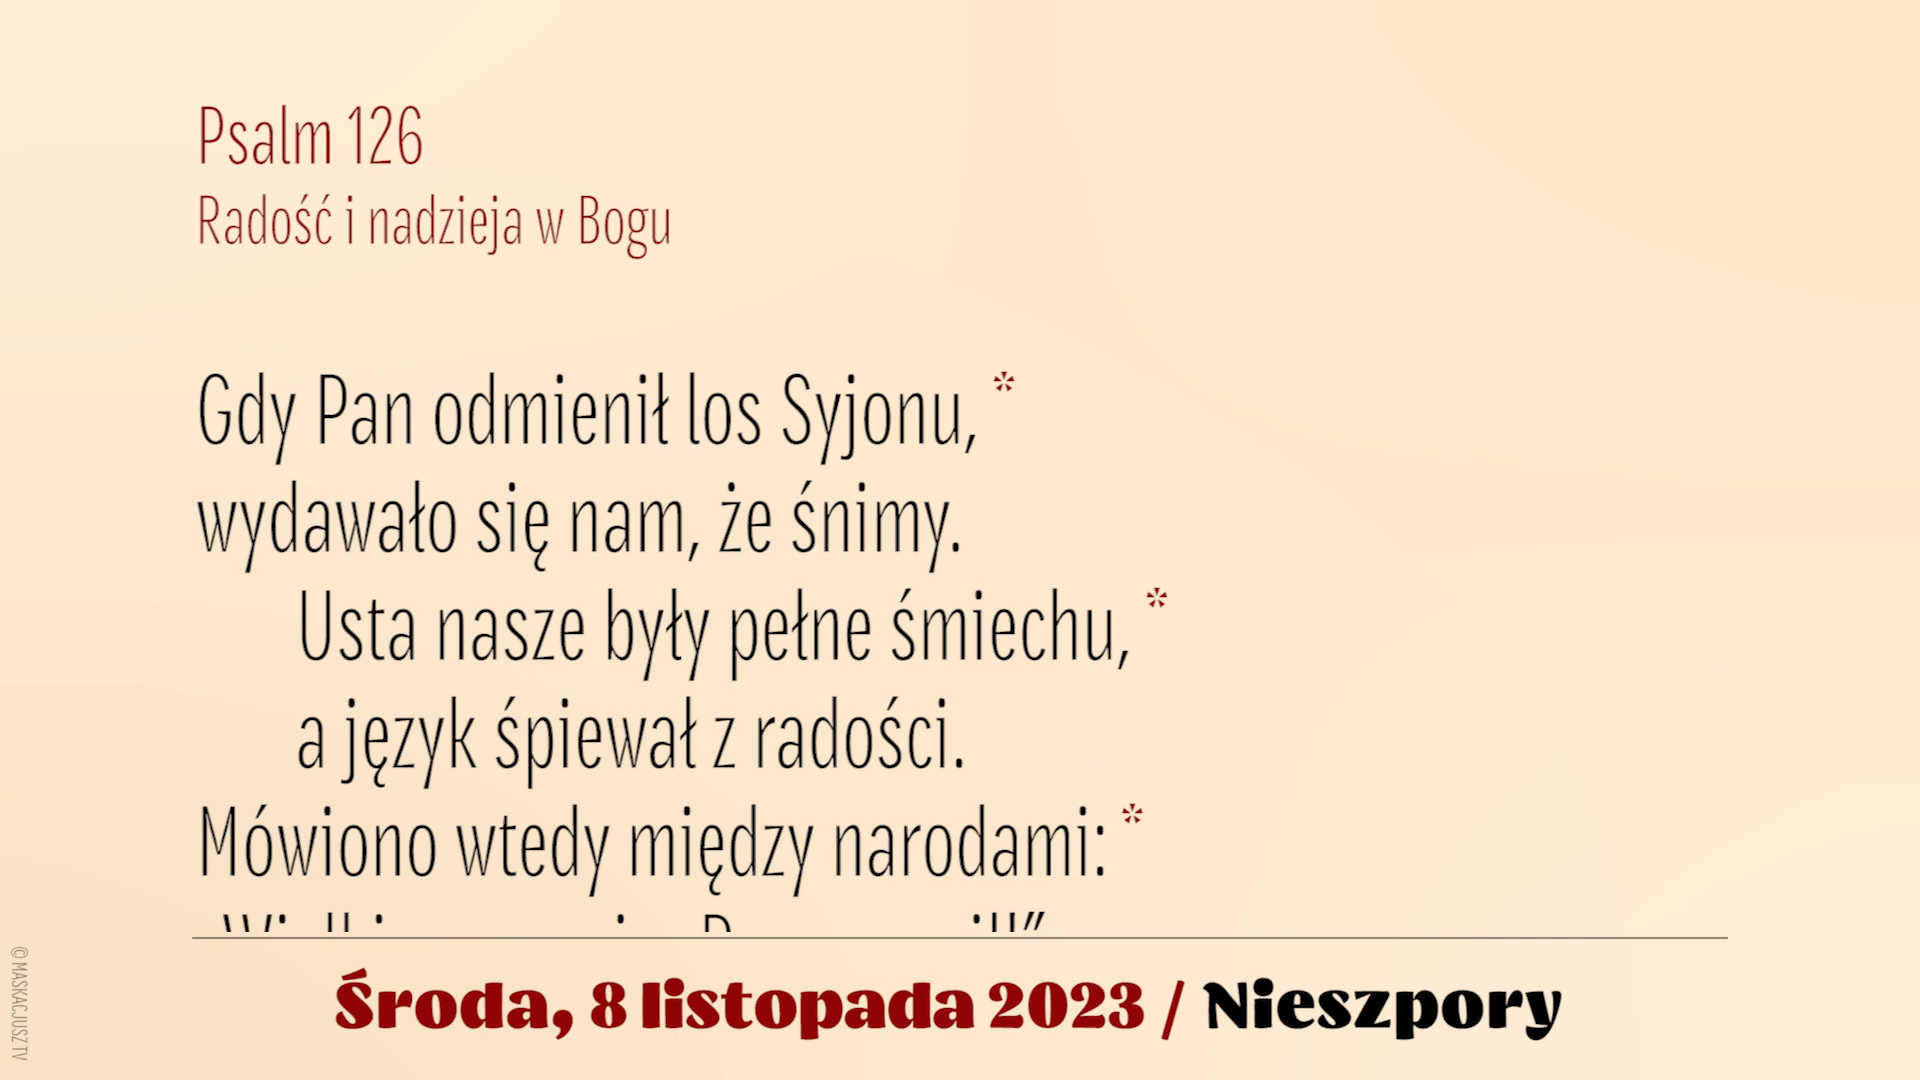 Psalm 126
Radość i nadzieja w Bogu
Gdy Pan odmienił los Syjonu, *
wydawało się nam, że śnimy.
Usta nasze były pełne śmiechu, *
a język śpiewał z radości.
Mówiono wtedy między narodami: *
Środa, 8 listopada 2023 / Nieszpory
© MASKACJUSZ TV